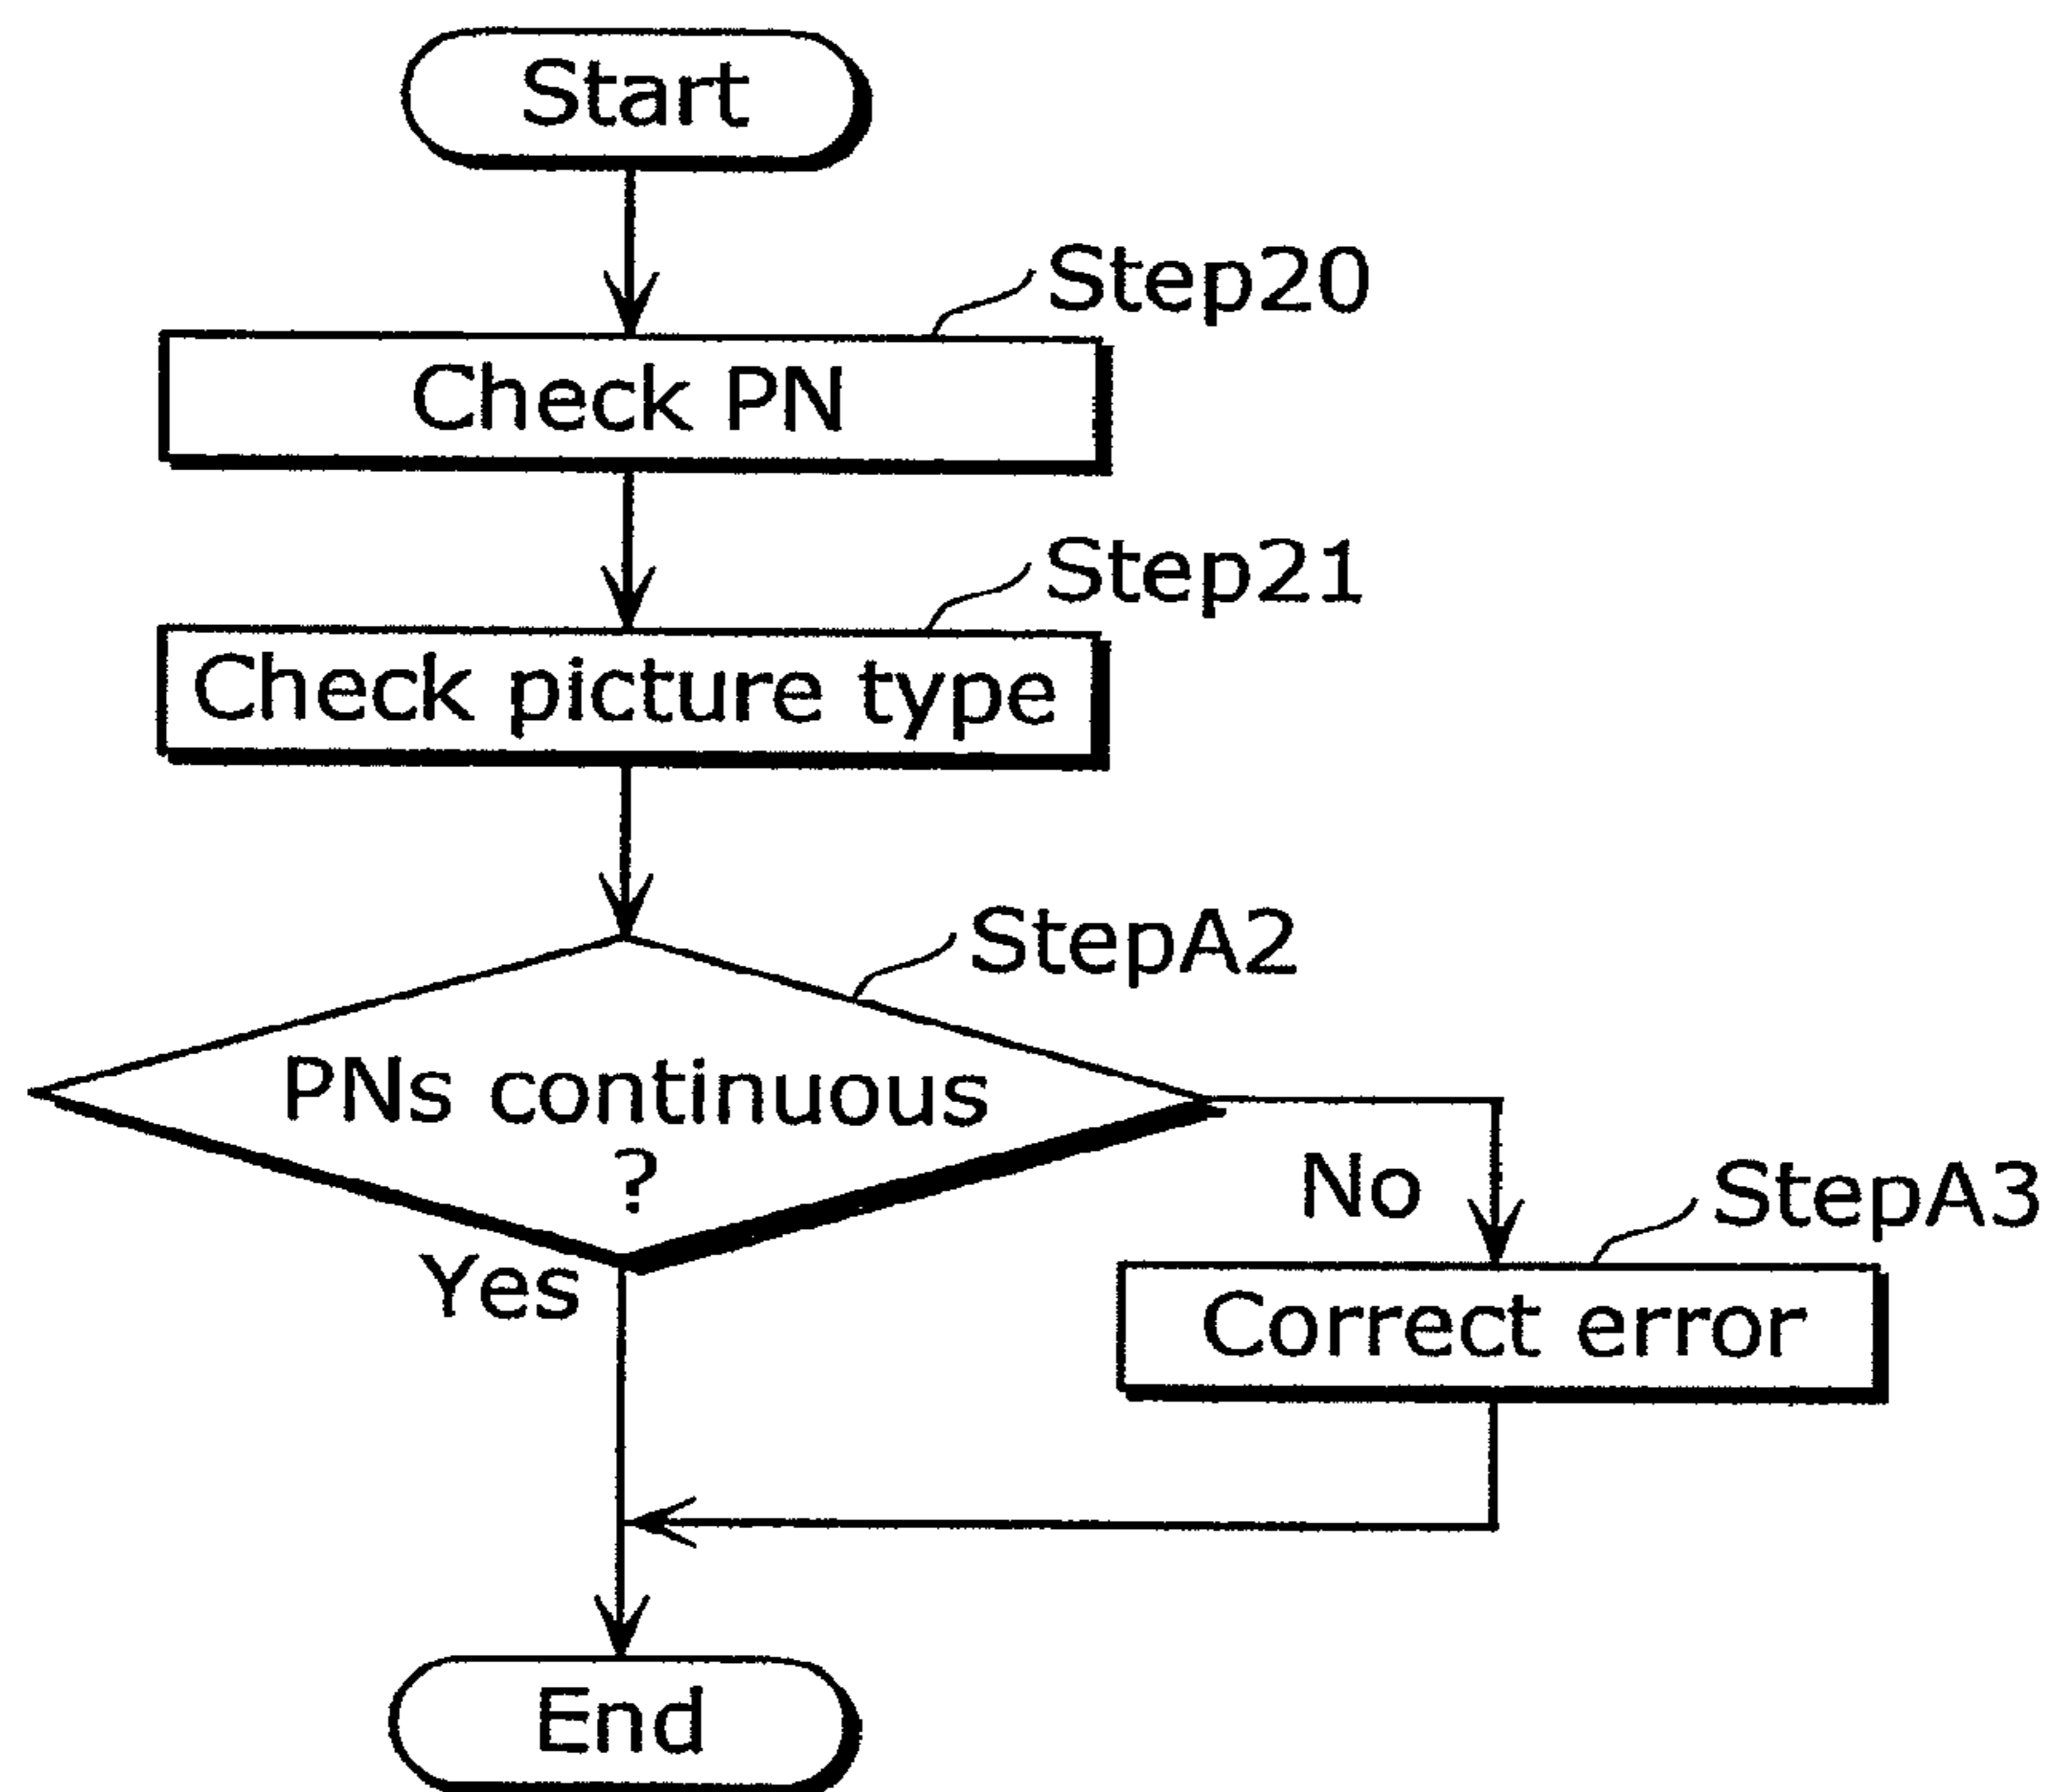 Start
Step20
Check PN
Step21
Check picture type
StepA2
PNs continuous
?
No
StepA3
Yes
Correct error
End